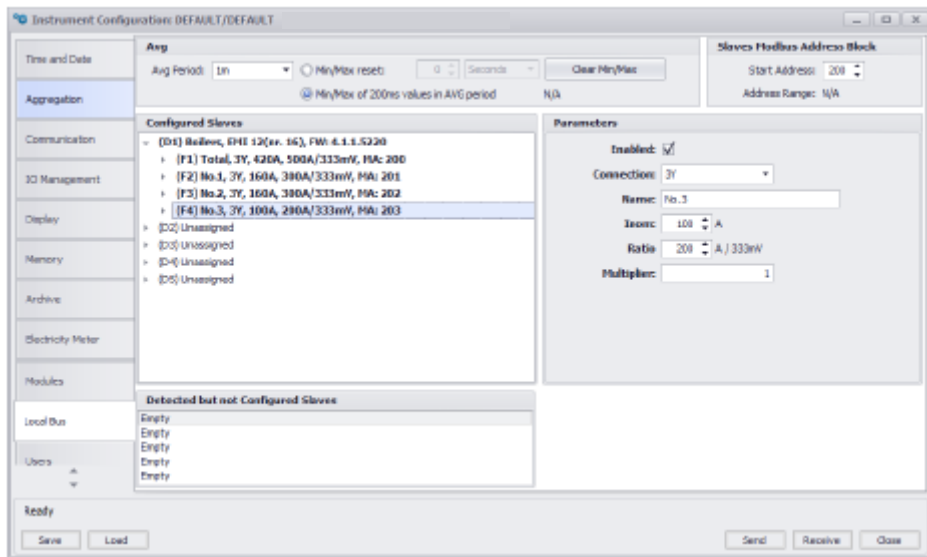 Instrument Configuration: DEFAULT/DEFAULT
Time and Date
Aggregation
Communication
IO Management
Display
Memory
Archive
Electricity Meter
Modules
Local Bus
Users
Avg
Avg Period: 1m
Min/Max reset: 0 Seconds Clear Min/Max
Min/Max of 200ms values in AVG period N/A
Slaves Modbus Address Block
Start Address: 200
Address Range: N/A
Configured Slaves
(D1) Boilers, EMI 12(nr. 16), FW: 4.1.1.5220
(F1) Total, 3Y, 420A, 500A/333mV, MA: 200
(F2) No.1, 3Y, 160A, 300A/333mV, MA: 201
(F3) No.2, 3Y, 160A, 300A/333mV, MA: 202
(F4) No.3, 3Y, 100A, 200A/333mV, MA: 203
(D2) Unassigned
(D3) Unassigned
(D4) Unassigned
(D5) Unassigned
Parameters
Enabled:
Connection: 3Y
Name: No.3
Inom: 100 A
Ratio 200 A / 333mV
Multiplier: 1
Detected but not Configured Slaves
Empty
Empty
Empty
Empty
Empty
Ready
Save Load Send Receive Close